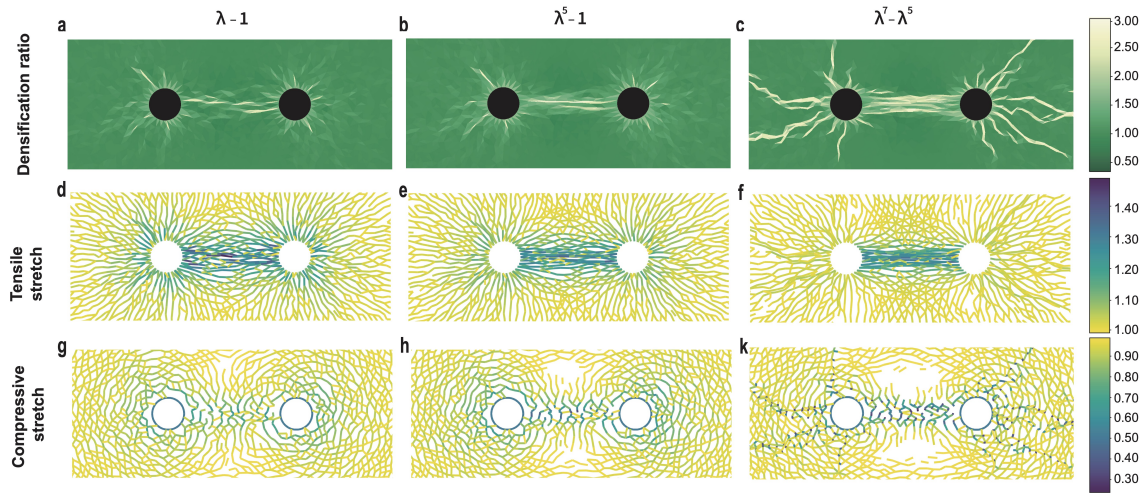 λ – 1
λ⁵ – 1
λ⁷ – λ⁵
a
b
c
Densification ratio
3.00
2.50
2.00
1.50
1.00
0.50
d
e
f
Tensile
stretch
1.40
1.30
1.20
1.10
1.00
g
h
k
Compressive
stretch
0.90
0.80
0.70
0.60
0.50
0.40
0.30